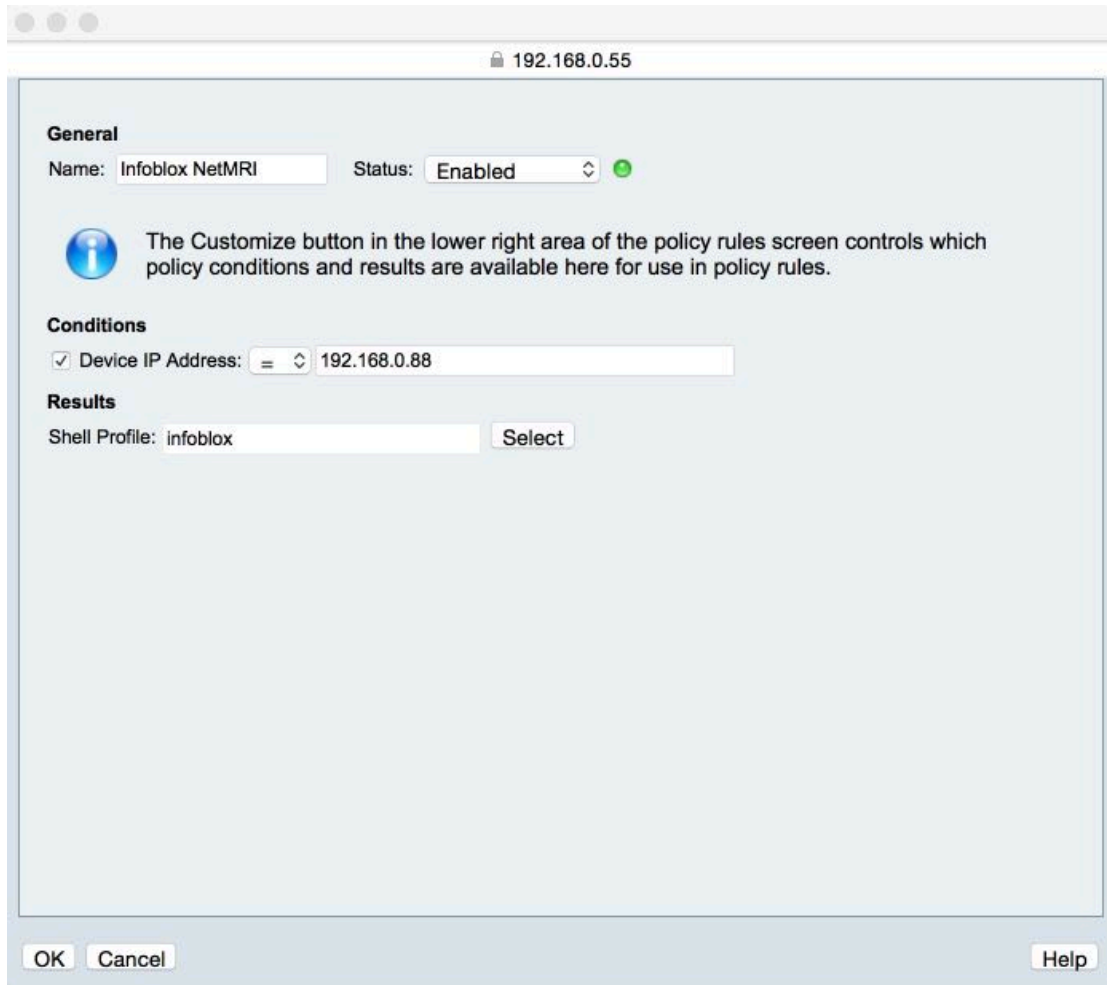 192.168.0.55
General
Name: Infoblox NetMRI Status: Enabled
The Customize button in the lower right area of the policy rules screen controls which
policy conditions and results are available here for use in policy rules.
Conditions
Device IP Address: = 192.168.0.88
Results
Shell Profile: infoblox Select
OK Cancel Help